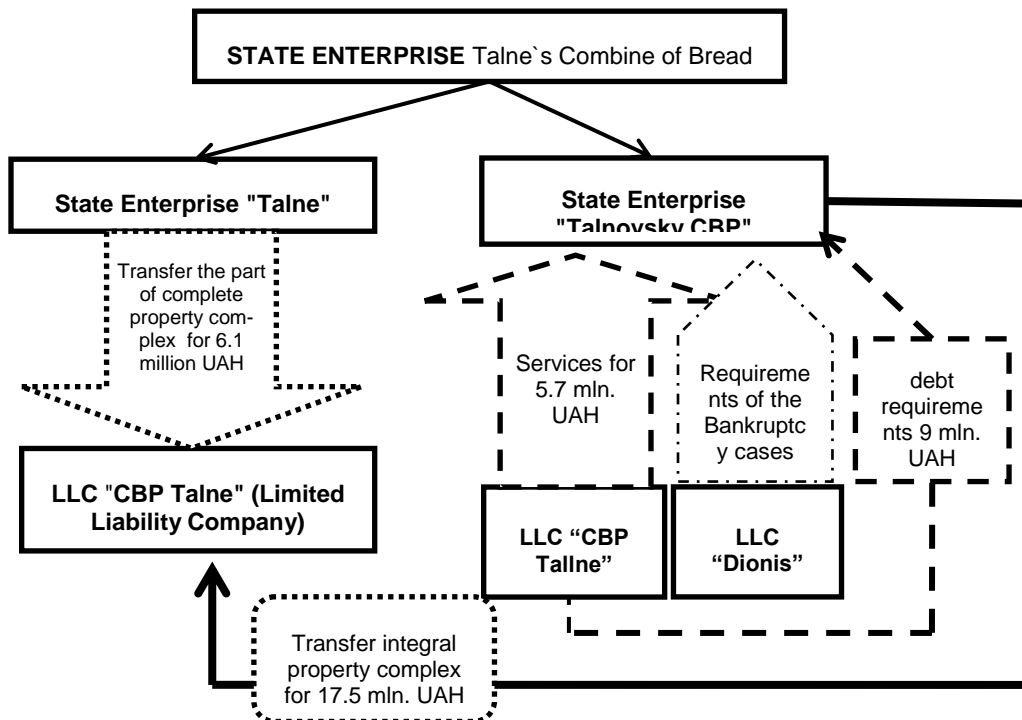 STATE ENTERPRISE Talne`s Combine of Bread
State Enterprise "Talne"
State Enterprise
"Talnovsky CBP"
Transfer the part
of complete
property com-
plex for 6.1
million UAH
Services for
5.7 mln.
UAH
Requireme
nts of the
Bankruptc
y cases
debt
requireme
nts 9 mln.
UAH
LLC "CBP Talne" (Limited
Liability Company)
LLC “CBP
Tallne”
LLC
“Dionis”
Transfer integral
property complex
for 17.5 mln. UAH